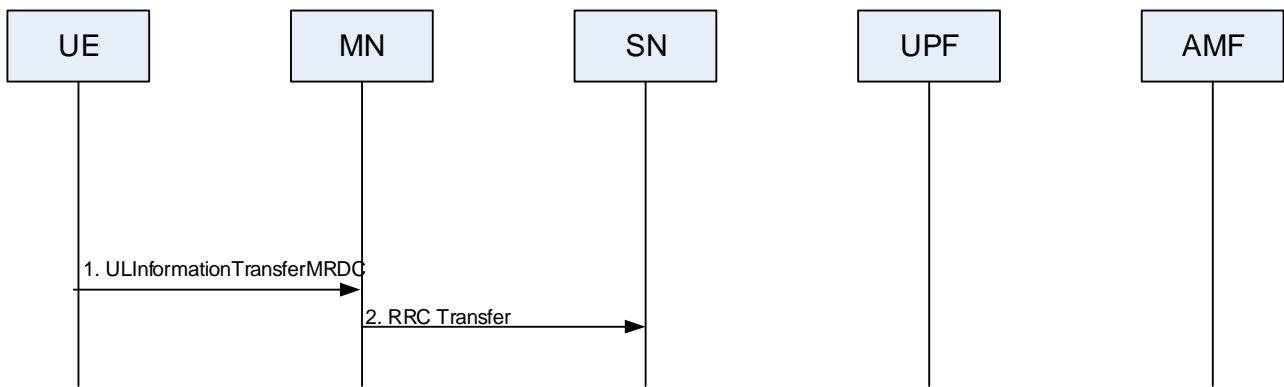 UE
MN
SN
UPF
AMF
1. ULInformationTransferMRDC
2. RRC Transfer